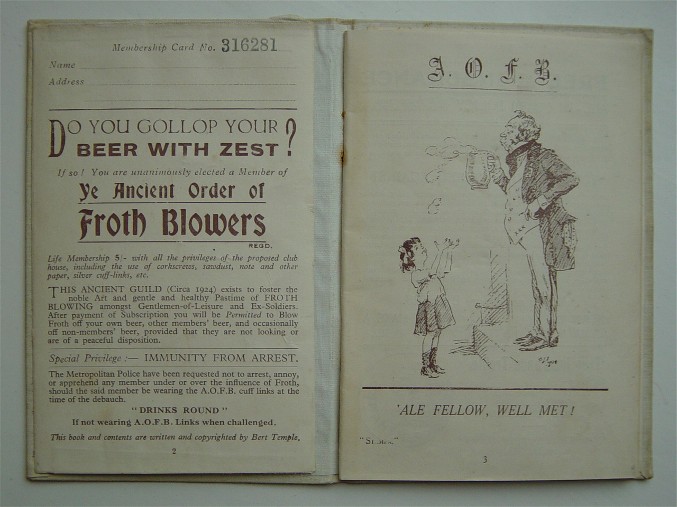 Membership Card No. 316281
Name
Address
DO YOU GOLLOP YOUR
BEER WITH ZEST?
If so! You are unanimously elected a Member of
Ye Ancient Order of
Froth Blowers
REGD.
Life Membership 5/- with all the privileges of the proposed club
house, including the use of corkscrews, sawdust, note and other
paper, silver cuff-links, etc.
THIS ANCIENT GUILD (Circa 1924) exists to foster the
noble Art and gentle and healthy Pastime of FROTH
BLOWING amongst Gentlemen-of-Leisure and Ex-Soldiers.
After payment of Subscription you will be Permitted to Blow
Froth off your own beer, other members' beer, and occasionally
off non-members' beer, provided that they are not looking or
are of a peaceful disposition.
Special Privilege :— IMMUNITY FROM ARREST.
The Metropolitan Police have been requested not to arrest, annoy,
or apprehend any member under or over the influence of Froth,
should the said member be wearing the A.O.F.B. cuff links at the
time of the debauch.
"DRINKS ROUND"
If not wearing A.O.F.B. Links when challenged.
This book and contents are written and copyrighted by Bert Temple,
2
A. O. F. B.
'ALE FELLOW, WELL MET!
3